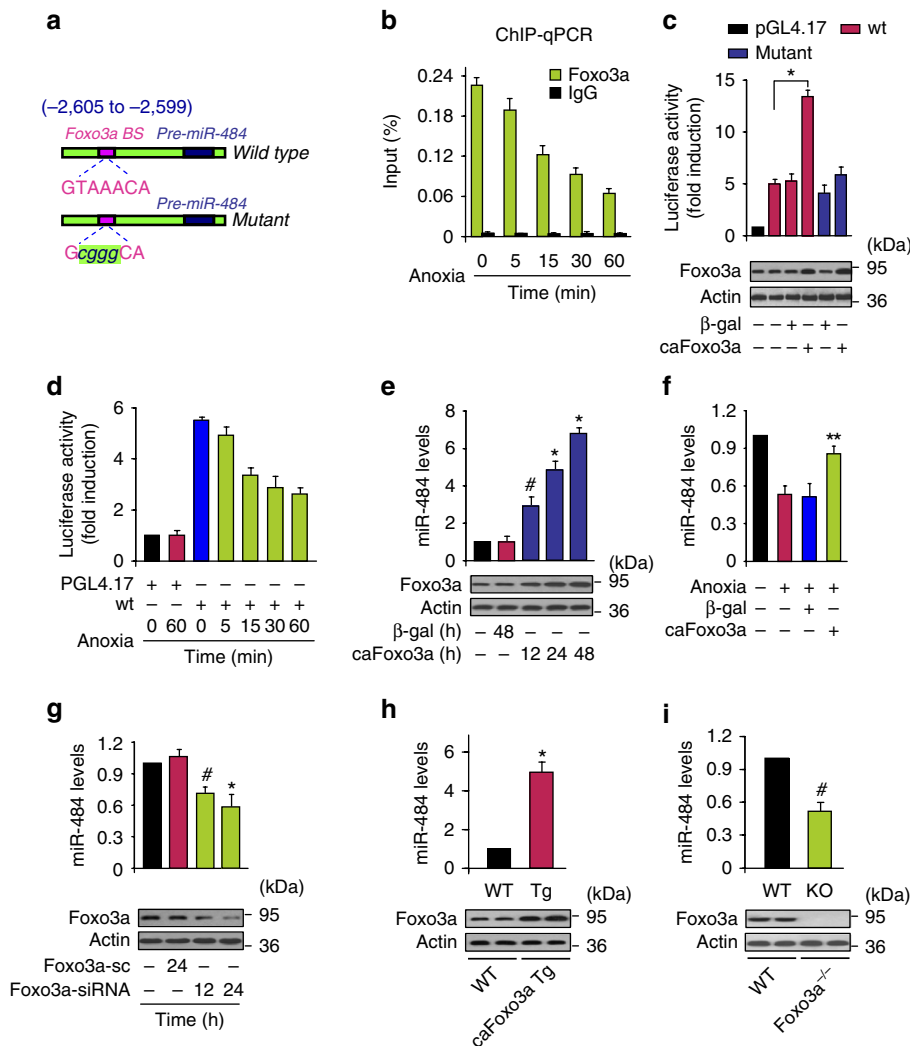 a
(–2,605 to –2,599)
Foxo3a BS Pre-miR-484
Wild type
GTAAACA
Pre-miR-484
Mutant
GcgggCA
b
ChIP-qPCR
Foxo3a
IgG
Input (%)
0.24
0.18
0.12
0.06
0
0 5 15 30 60
Anoxia
Time (min)
c
pGL4.17 wt
Mutant
Luciferase activity
(fold induction)
15
10
5
0
*
(kDa)
Foxo3a 95
Actin 36
β-gal – – + – + –
caFoxo3a – – – + – +
d
Luciferase activity
(fold induction)
6
4
2
0
PGL4.17 + + – – – – –
wt – – + + + + +
0 60 0 5 15 30 60
Anoxia
Time (min)
e
miR-484 levels
8
6
4
2
0
# * *
(kDa)
Foxo3a 95
Actin 36
β-gal (h) – 48 – – –
caFoxo3a (h) – – 12 24 48
f
miR-484 levels
1.2
0.9
0.6
0.3
0
**
Anoxia – + + +
β-gal – – + –
caFoxo3a – – – +
g
miR-484 levels
1.2
0.9
0.6
0.3
0
# *
(kDa)
Foxo3a 95
Actin 36
Foxo3a-sc – 24 – –
Foxo3a-siRNA – – 12 24
Time (h)
h
miR-484 levels
6
4
2
0
*
WT Tg
(kDa)
Foxo3a 95
Actin 36
WT
caFoxo3a Tg
i
miR-484 levels
1.2
0.9
0.6
0.3
0
#
WT KO
(kDa)
Foxo3a 95
Actin 36
WT
Foxo3a–/–